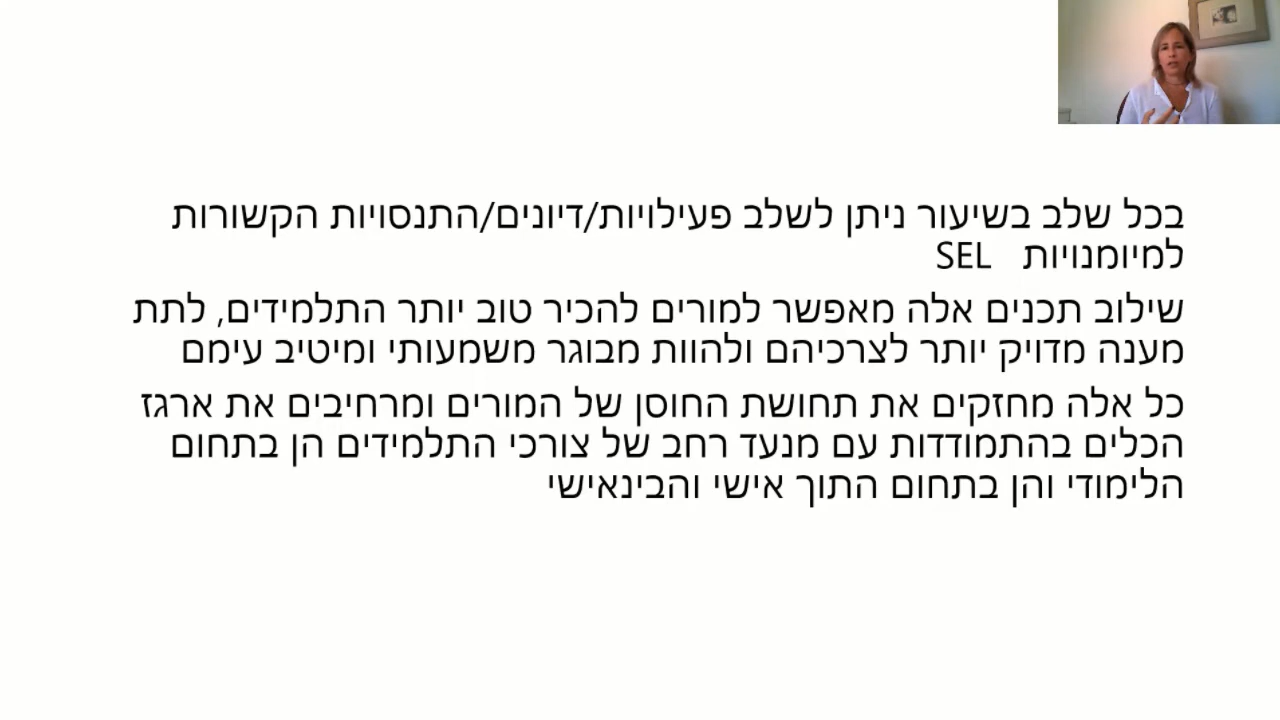 בכל שלב בשיעור ניתן לשלב פעילויות/דיונים/התנסויות הקשורות
למיומנויות SEL
שילוב תכנים אלה מאפשר למורים להכיר טוב יותר התלמידים, לתת
מענה מדויק יותר לצרכיהם ולהוות מבוגר משמעותי ומיטיב עימם
כל אלה מחזקים את תחושת החוסן של המורים ומרחיבים את ארגז
הכלים בהתמודדות עם מנעד רחב של צורכי התלמידים הן בתחום
הלימודי והן בתחום התוך אישי והבינאישי